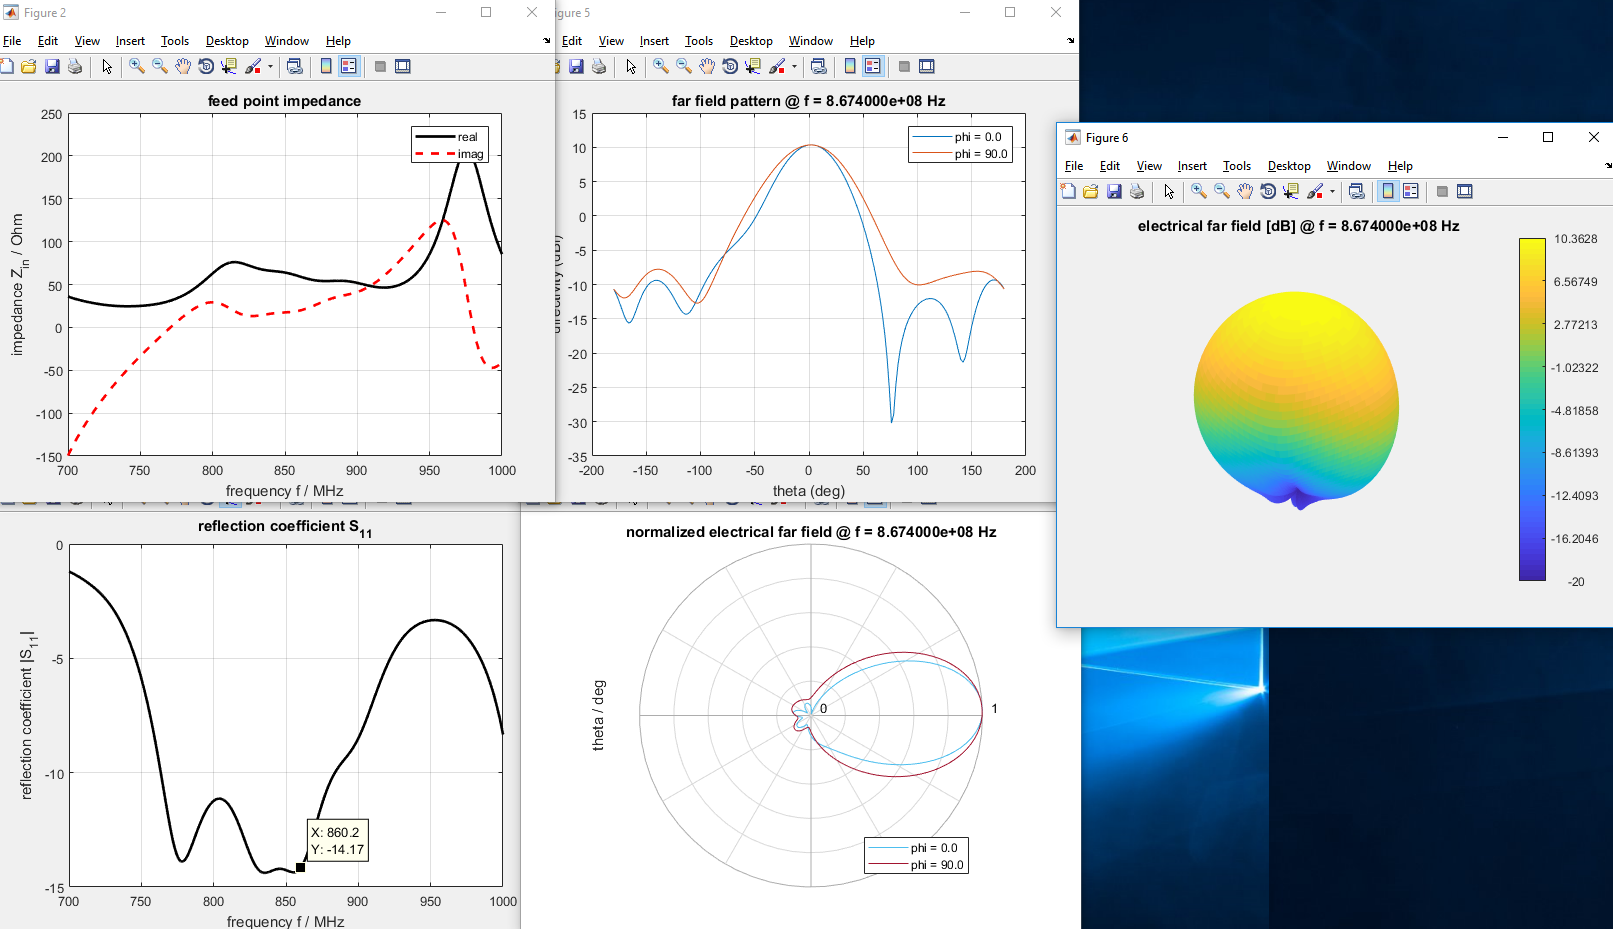 Figure 2
File Edit View Insert Tools Desktop Window Help
feed point impedance
real
imag
250
200
150
100
50
0
-50
-100
-150
700 750 800 850 900 950 1000
impedance Z_in / Ohm
frequency f / MHz
igure 5
Edit View Insert Tools Desktop Window Help
far field pattern @ f = 8.674000e+08 Hz
phi = 0.0
phi = 90.0
15
10
5
0
-5
-10
-15
-20
-25
-30
-35
-200 -150 -100 -50 0 50 100 150 200
directivity (dBi)
theta (deg)
Figure 6
File Edit View Insert Tools Desktop Window Help
electrical far field [dB] @ f = 8.674000e+08 Hz
10.3628
6.56749
2.77213
-1.02322
-4.81858
-8.61393
-12.4093
-16.2046
-20
reflection coefficient S_11
0
-5
-10
-15
700 750 800 850 900 950 1000
reflection coefficient |S_11|
frequency f / MHz
X: 860.2
Y: -14.17
normalized electrical far field @ f = 8.674000e+08 Hz
theta / deg
0
1
phi = 0.0
phi = 90.0